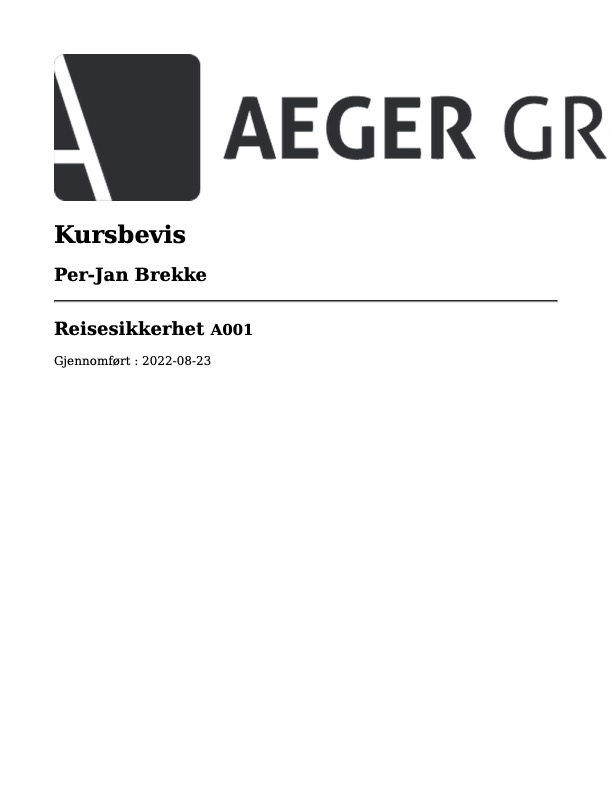 AEGER GR
Kursbevis
Per-Jan Brekke
Reisesikkerhet A001
Gjennomført : 2022-08-23